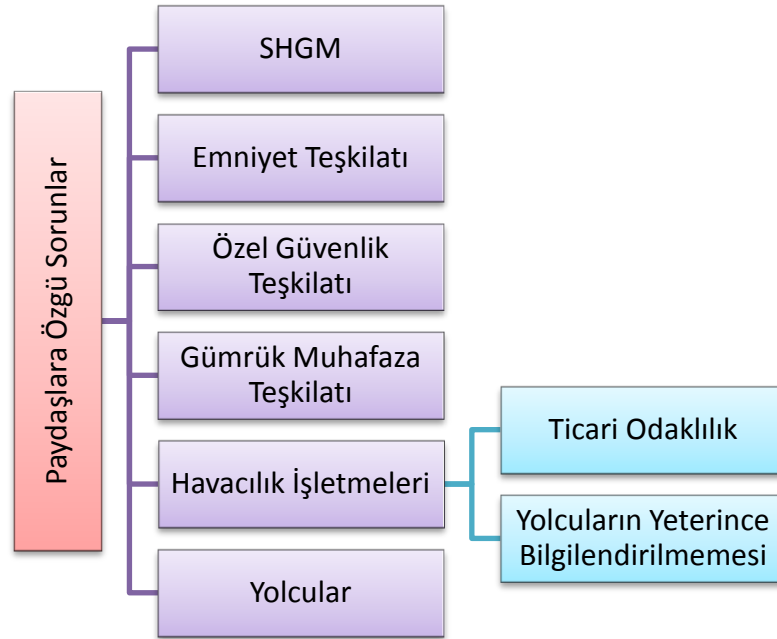 Paydaşlara Özgü Sorunlar
SHGM
Emniyet Teşkilatı
Özel Güvenlik
Teşkilatı
Gümrük Muhafaza
Teşkilatı
Havacılık İşletmeleri
Yolcular
Ticari Odaklılık
Yolcuların Yeterince
Bilgilendirilmemesi